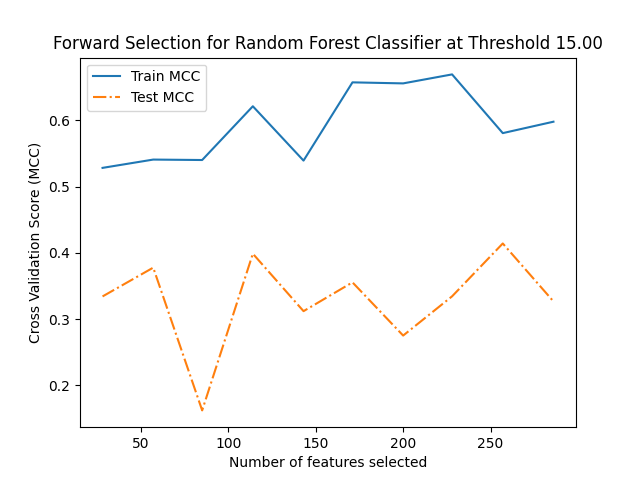 Forward Selection for Random Forest Classifier at Threshold 15.00
Train MCC
Test MCC
Cross Validation Score (MCC)
0.6
0.5
0.4
0.3
0.2
50 100 150 200 250
Number of features selected